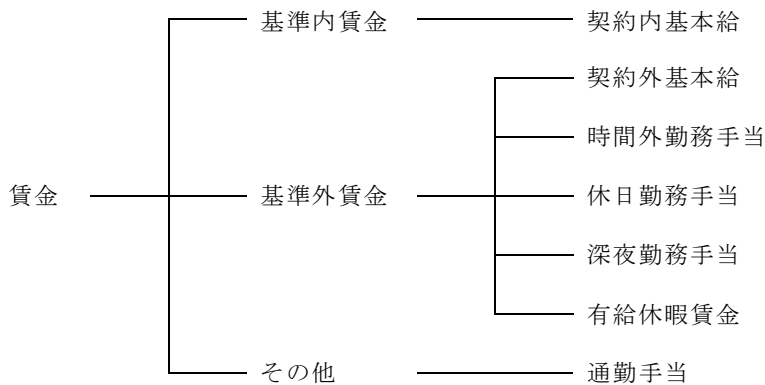 基準内賃金 契約内基本給
契約外基本給
時間外勤務手当
賃金 基準外賃金 休日勤務手当
深夜勤務手当
有給休暇賃金
その他 通勤手当